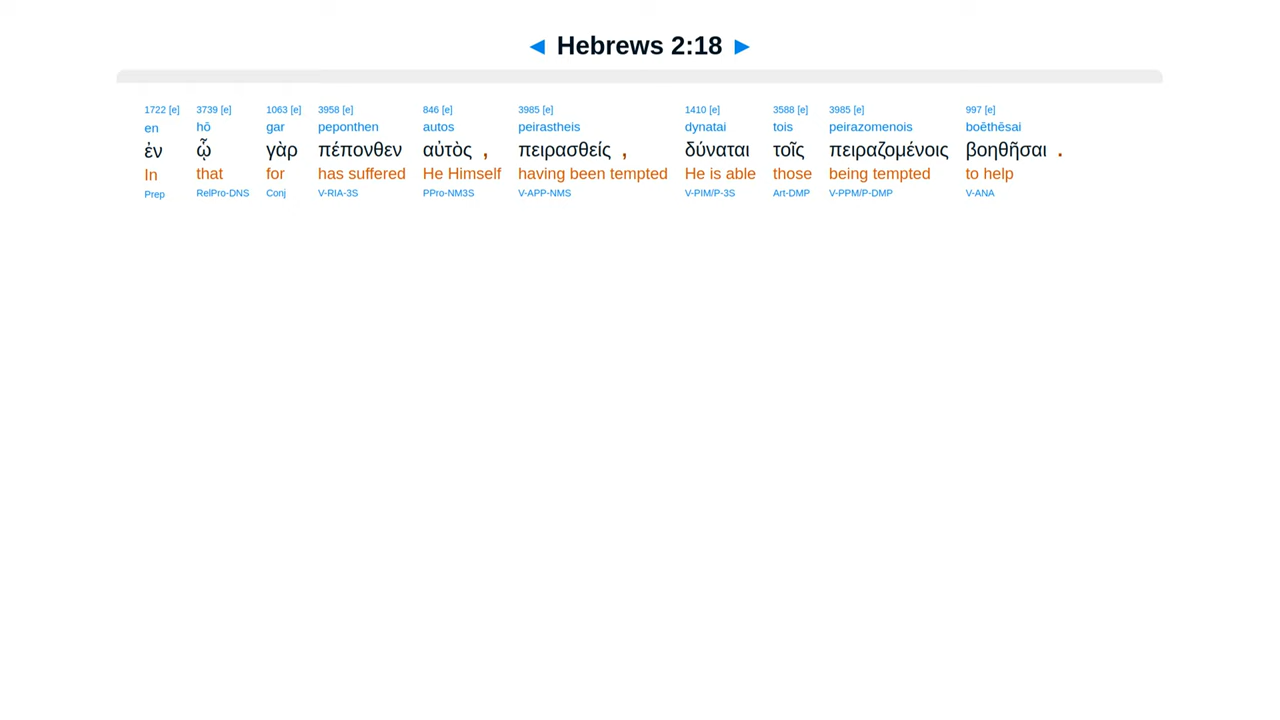 ◄ Hebrews 2:18 ►
1722 [e] 3739 [e] 1063 [e] 3958 [e] 846 [e] 3985 [e] 1410 [e] 3588 [e] 3985 [e] 997 [e]
en hō gar peponthen autos peirastheis dynatai tois peirazomenois boēthēsai
ἐν ᾧ γὰρ πέπονθεν αὐτὸς , πειρασθείς , δύναται τοῖς πειραζομένοις βοηθῆσαι .
In that for has suffered He Himself having been tempted He is able those being tempted to help
Prep RelPro-DNS Conj V-RIA-3S PPro-NM3S V-APP-NMS V-PIM/P-3S Art-DMP V-PPM/P-DMP V-ANA